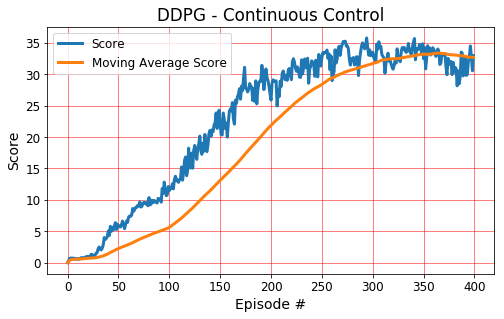 DDPG - Continuous Control
Score
Moving Average Score
35
30
25
20
15
10
5
0
Score
0 50 100 150 200 250 300 350 400
Episode #